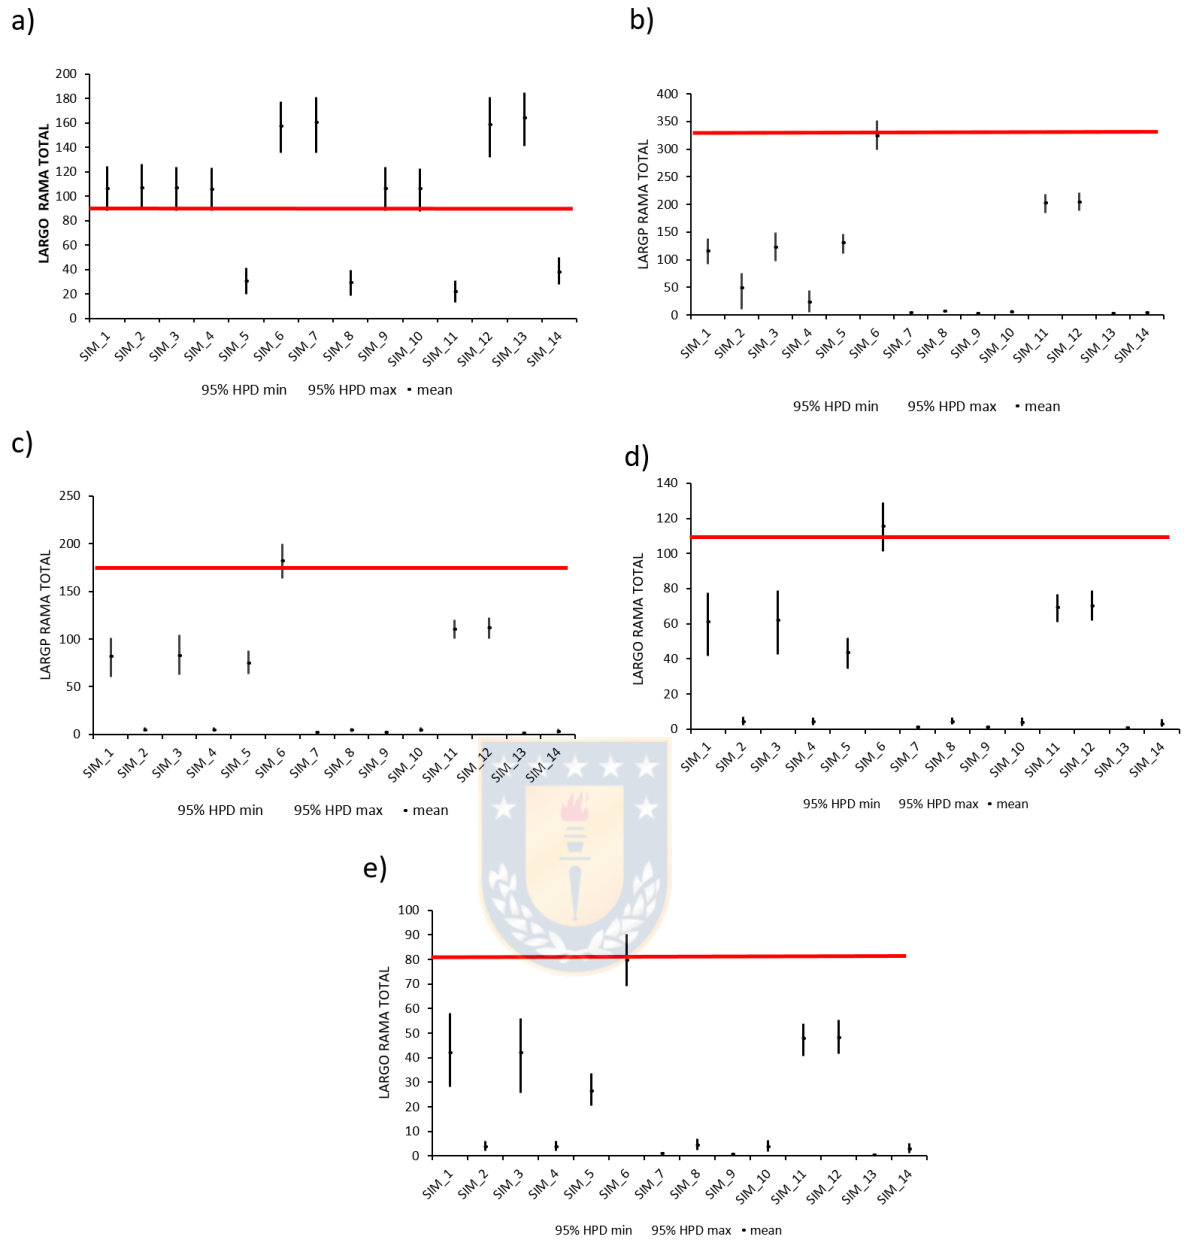 a)
LARGO RAMA TOTAL
200
180
160
140
120
100
80
60
40
20
0
SIM_1
SIM_2
SIM_3
SIM_4
SIM_5
SIM_6
SIM_7
SIM_8
SIM_9
SIM_10
SIM_11
SIM_12
SIM_13
SIM_14
95% HPD min 95% HPD max mean
b)
LARGP RAMA TOTAL
400
350
300
250
200
150
100
50
0
SIM_1
SIM_2
SIM_3
SIM_4
SIM_5
SIM_6
SIM_7
SIM_8
SIM_9
SIM_10
SIM_11
SIM_12
SIM_13
SIM_14
95% HPD min 95% HPD max mean
c)
LARGP RAMA TOTAL
250
200
150
100
50
0
SIM_1
SIM_2
SIM_3
SIM_4
SIM_5
SIM_6
SIM_7
SIM_8
SIM_9
SIM_10
SIM_11
SIM_12
SIM_13
SIM_14
95% HPD min 95% HPD max mean
d)
LARGO RAMA TOTAL
140
120
100
80
60
40
20
0
SIM_1
SIM_2
SIM_3
SIM_4
SIM_5
SIM_6
SIM_7
SIM_8
SIM_9
SIM_10
SIM_11
SIM_12
SIM_13
SIM_14
95% HPD min 95% HPD max mean
e)
LARGO RAMA TOTAL
100
90
80
70
60
50
40
30
20
10
0
SIM_1
SIM_2
SIM_3
SIM_4
SIM_5
SIM_6
SIM_7
SIM_8
SIM_9
SIM_10
SIM_11
SIM_12
SIM_13
SIM_14
95% HPD min 95% HPD max mean